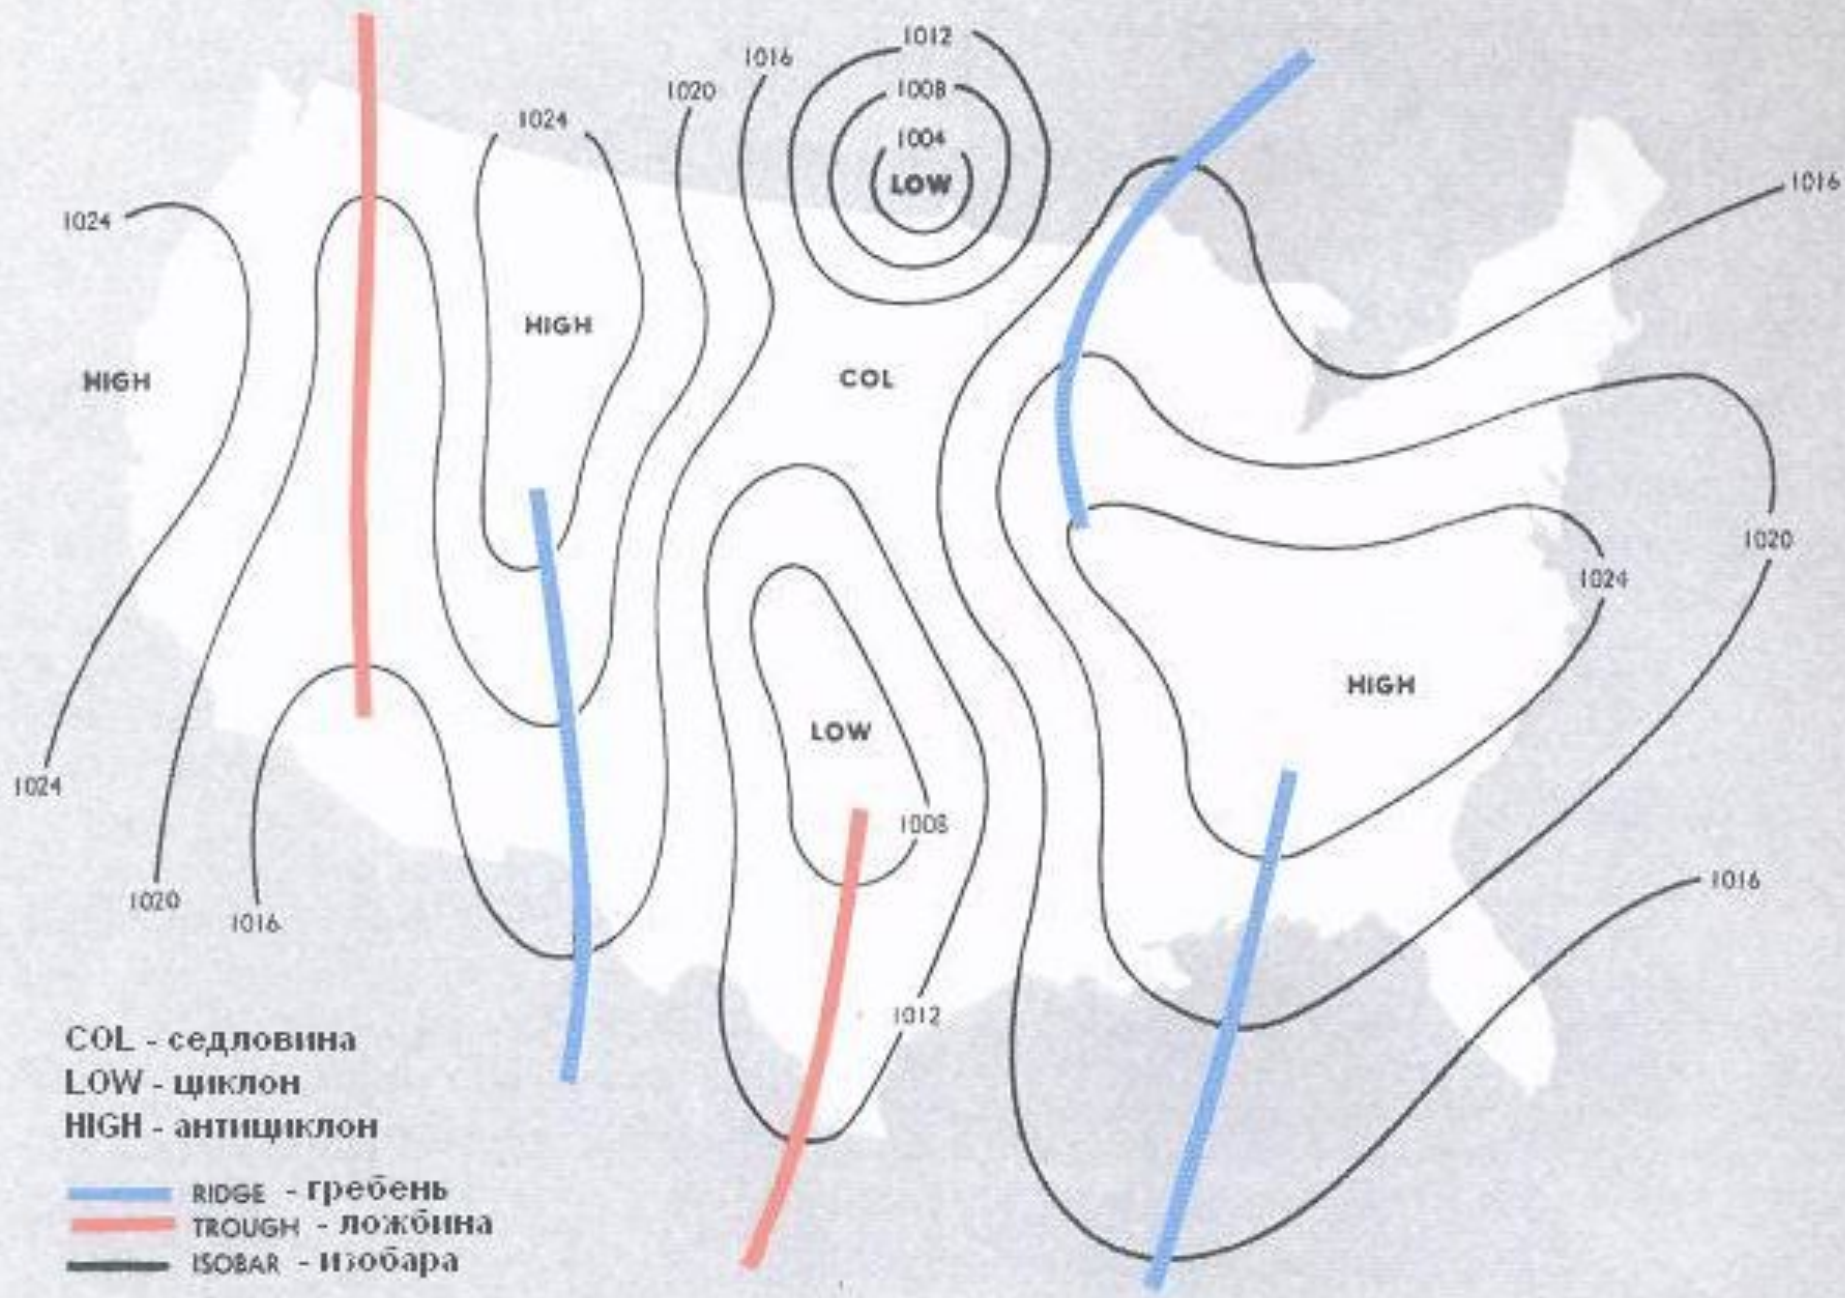 1012
1016
1020
1008
1024
1004
LOW
1016
1024
HIGH
HIGH
COL
1020
1024
HIGH
LOW
1024
1008
1016
1020
1016
1012
COL - седловина
LOW - циклон
HIGH - антициклон
RIDGE - гребень
TROUGH - ложбина
ISOBAR - изобара